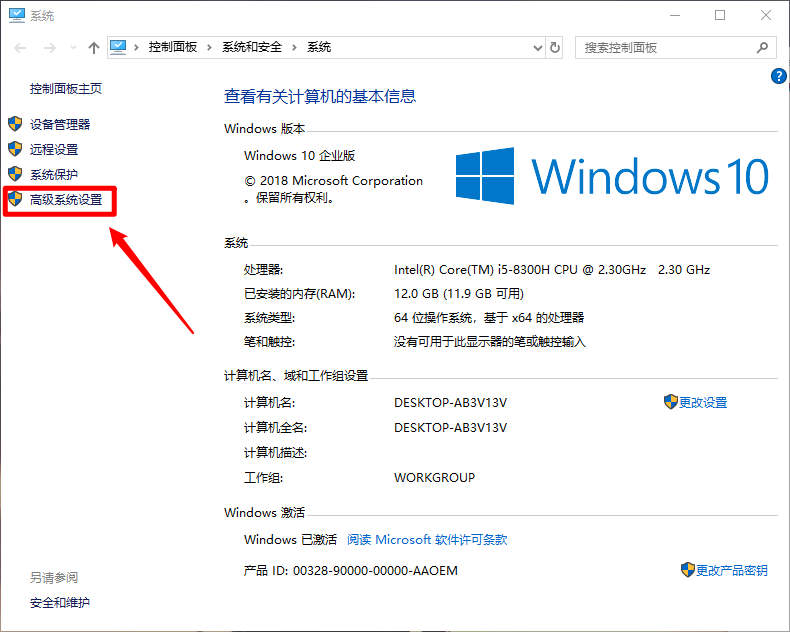 系统
控制面板 系统和安全 系统
搜索控制面板
?
控制面板主页
设备管理器
远程设置
系统保护
高级系统设置
另请参阅
安全和维护
查看有关计算机的基本信息
Windows 版本
Windows 10 企业版
© 2018 Microsoft Corporation
。保留所有权利。
Windows 10
系统
处理器: Intel(R) Core(TM) i5-8300H CPU @ 2.30GHz 2.30 GHz
已安装的内存(RAM): 12.0 GB (11.9 GB 可用)
系统类型: 64 位操作系统，基于 x64 的处理器
笔和触控: 没有可用于此显示器的笔或触控输入
计算机名、域和工作组设置
计算机名: DESKTOP-AB3V13V 更改设置
计算机全名: DESKTOP-AB3V13V
计算机描述:
工作组: WORKGROUP
Windows 激活
Windows 已激活 阅读 Microsoft 软件许可条款
产品 ID: 00328-90000-00000-AAOEM 更改产品密钥